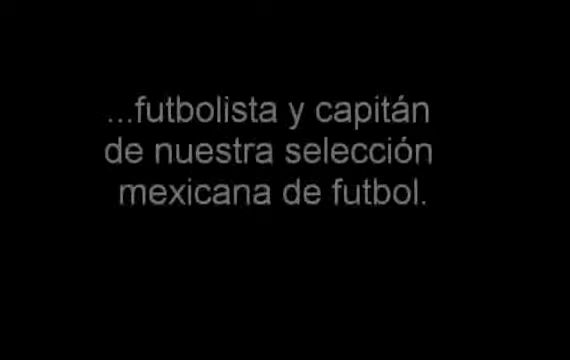 ...futbolista y capitán
de nuestra selección
mexicana de futbol.